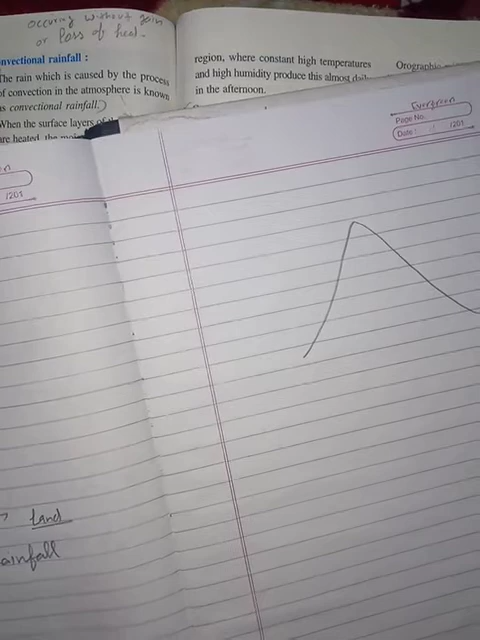 occuring without gain
or loss of heat.
nvectional rainfall :
The rain which is caused by the process
of convection in the atmosphere is known
as convectional rainfall.
When the surface layers of
are heated, the
region, where constant high temperatures
and high humidity produce this almost
in the afternoon.
Orographic
Evergreen
Page No.
Date : / /201
n
/201
Land
ainfall